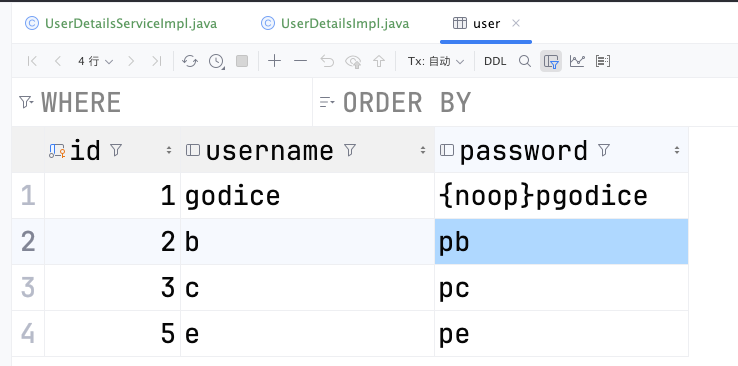 UserDetailsServiceImpl.java UserDetailsImpl.java user
4 行 Tx: 自动 DDL
WHERE ORDER BY
id username password
1 1 godice {noop}pgodice
2 2 b pb
3 3 c pc
4 5 e pe